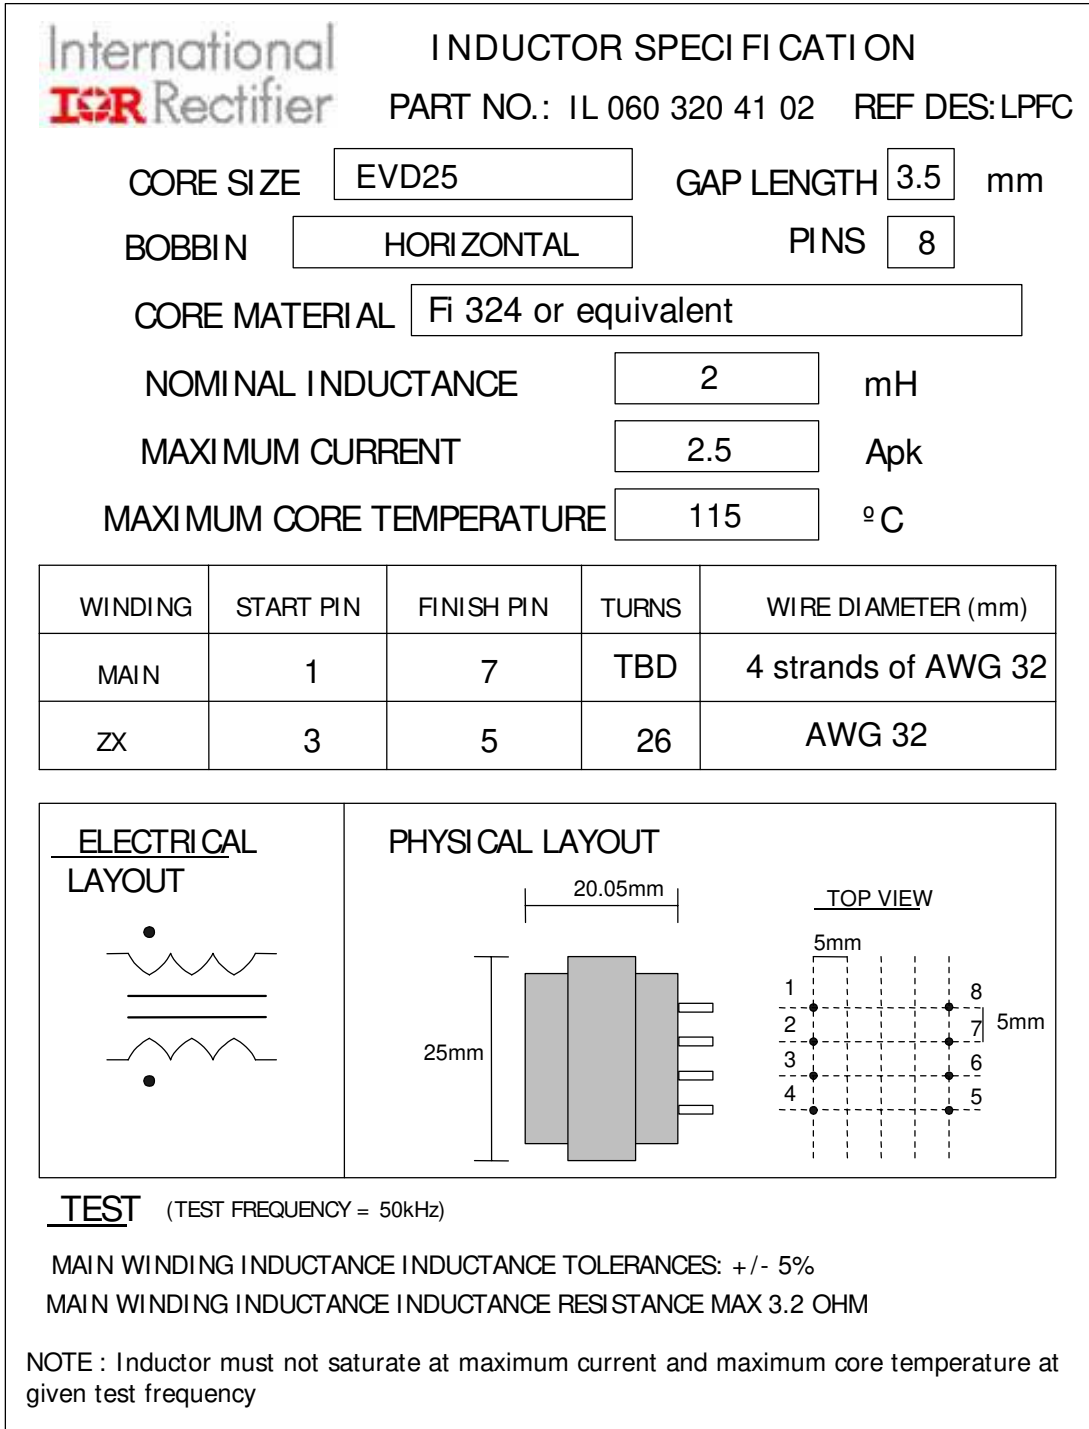 International
IOR Rectifier
INDUCTOR SPECIFICATION
PART NO.: IL 060 320 41 02 REF DES: LPFC
CORE SIZE EVD25 GAP LENGTH 3.5 mm
BOBBIN HORIZONTAL PINS 8
CORE MATERIAL Fi 324 or equivalent
NOMINAL INDUCTANCE 2 mH
MAXIMUM CURRENT 2.5 Apk
MAXIMUM CORE TEMPERATURE 115 ºC
WINDING START PIN FINISH PIN TURNS WIRE DIAMETER (mm)
MAIN 1 7 TBD 4 strands of AWG 32
ZX 3 5 26 AWG 32
ELECTRICAL
LAYOUT
PHYSICAL LAYOUT
20.05mm
25mm
TOP VIEW
5mm
1 8
2 7 5mm
3 6
4 5
TEST (TEST FREQUENCY = 50kHz)
MAIN WINDING INDUCTANCE INDUCTANCE TOLERANCES: +/- 5%
MAIN WINDING INDUCTANCE INDUCTANCE RESISTANCE MAX 3.2 OHM
NOTE : Inductor must not saturate at maximum current and maximum core temperature at
given test frequency